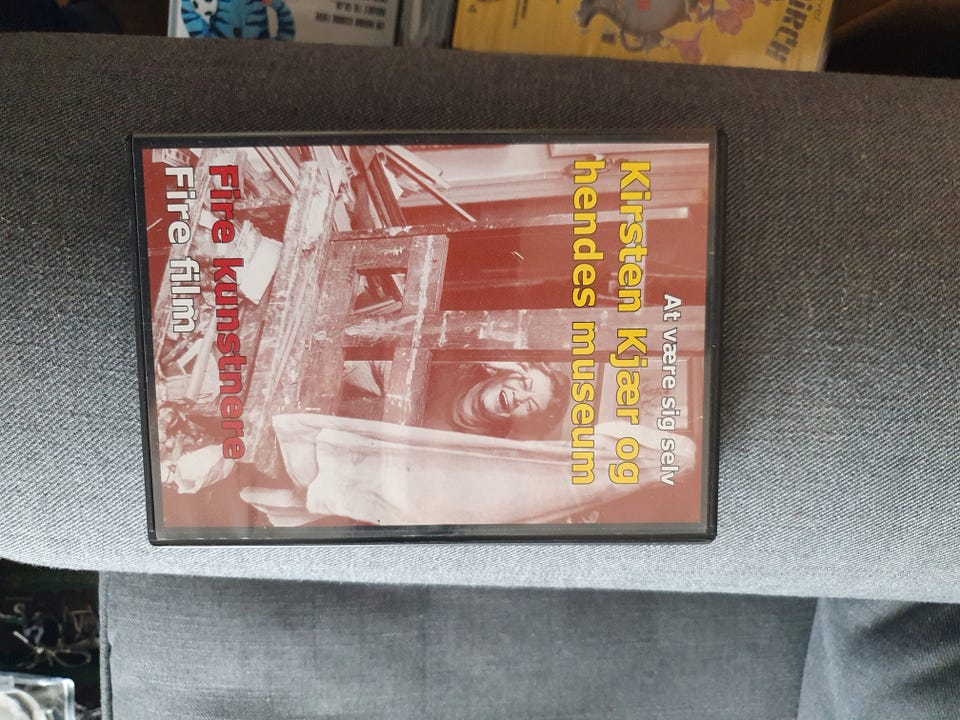 At være sig selv
Kirsten Kjær og
hendes museum
Fire kunstnere
Fire film